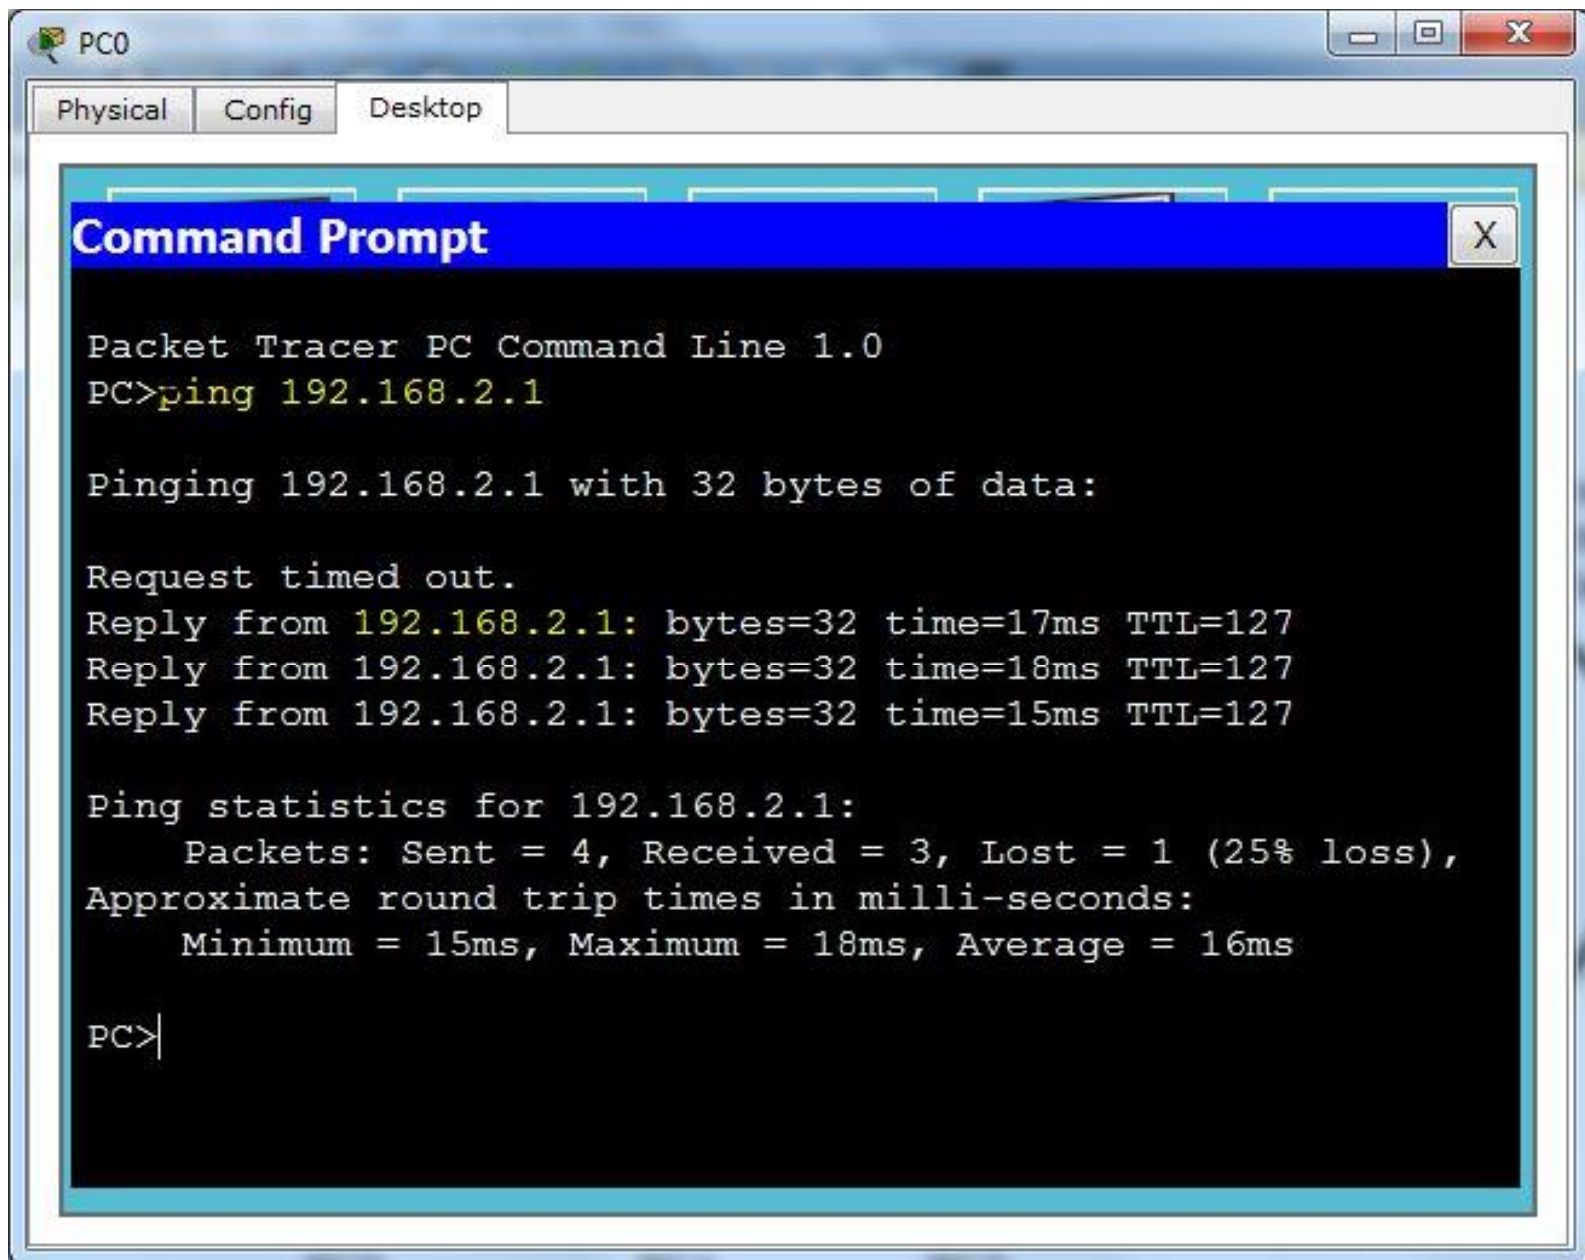 PC0
Physical Config Desktop
Command Prompt
X
Packet Tracer PC Command Line 1.0
PC>ping 192.168.2.1
Pinging 192.168.2.1 with 32 bytes of data:
Request timed out.
Reply from 192.168.2.1: bytes=32 time=17ms TTL=127
Reply from 192.168.2.1: bytes=32 time=18ms TTL=127
Reply from 192.168.2.1: bytes=32 time=15ms TTL=127
Ping statistics for 192.168.2.1:
Packets: Sent = 4, Received = 3, Lost = 1 (25% loss),
Approximate round trip times in milli-seconds:
Minimum = 15ms, Maximum = 18ms, Average = 16ms
PC>